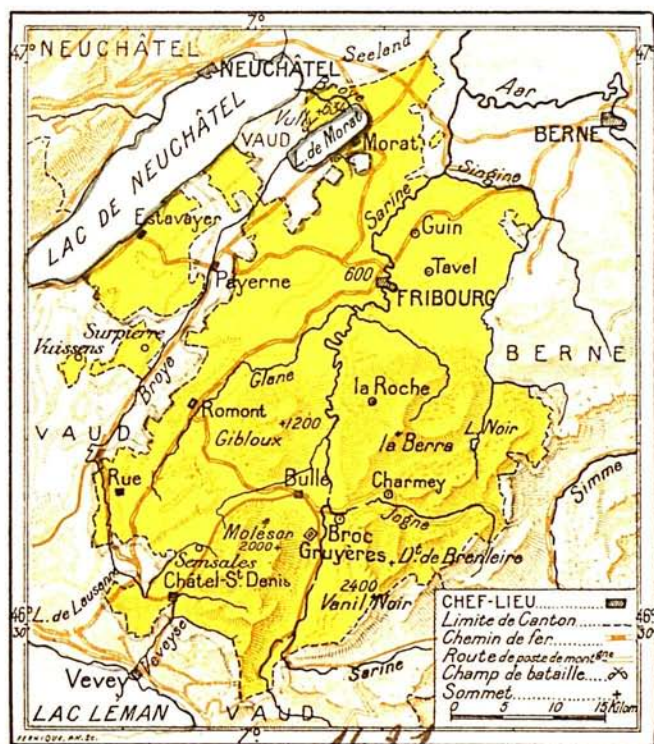 7°
47°
47°
NEUCHÂTEL
NEUCHÂTEL
Seeland
Aar
BERNE
Broye
Vully
LAC DE NEUCHÂTEL
VAUD
L. de Morat
Morat
Singine
Sarine
Estavayer
Guin
Tavel
Payerne
600
FRIBOURG
Surpierre
Vuissens
BERNE
Broye
Glane
la Roche
Romont
+1200
Gibloux
la Berra
L. Noir
VAUD
Rue
Bulle
Charmey
Simme
Jogne
Moléson
2000+
Broc
Gruyères
Dt. de Brenleire
Semsales
Châtel-St. Denis
2400
Vanil Noir
46°
30'
46°
30'
Veveyse
Vevey
Sarine
LAC LEMAN
VAUD
CHEF-LIEU
Limite de Canton
Chemin de fer
Route de poste de montgne
Champ de bataille
Sommet
0 5 10 15 Kilom
7°